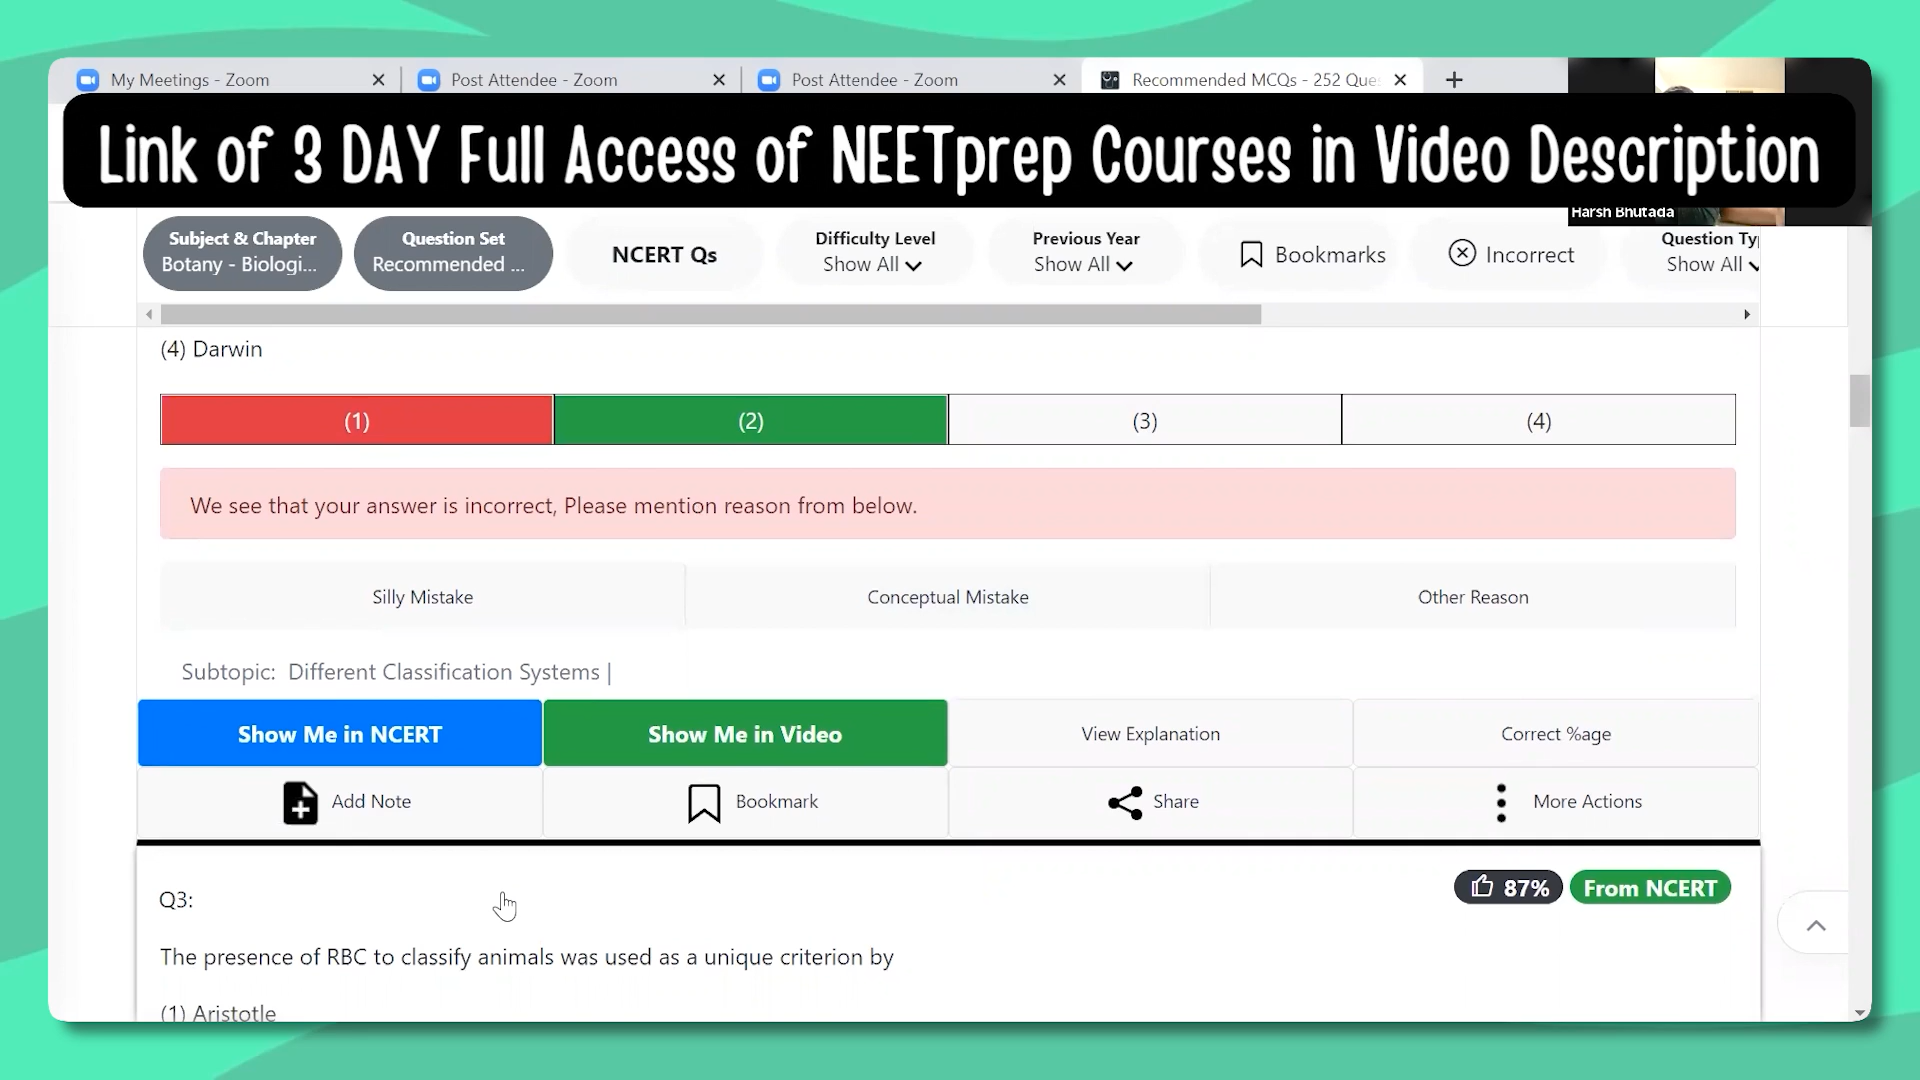 My Meetings - Zoom
Post Attendee - Zoom
Post Attendee - Zoom
Recommended MCQs - 252 Que
Link of 3 DAY Full Access of NEETprep Courses in Video Description
Harsh Bhutada
Subject & Chapter
Botany - Biologi...
Question Set
Recommended ...
NCERT Qs
Difficulty Level
Show All
Previous Year
Show All
Bookmarks
Incorrect
Question Ty
Show All
(4) Darwin
(1)
(2)
(3)
(4)
We see that your answer is incorrect, Please mention reason from below.
Silly Mistake
Conceptual Mistake
Other Reason
Subtopic: Different Classification Systems |
Show Me in NCERT
Show Me in Video
View Explanation
Correct %age
Add Note
Bookmark
Share
More Actions
Q3:
87%
From NCERT
The presence of RBC to classify animals was used as a unique criterion by
(1) Aristotle